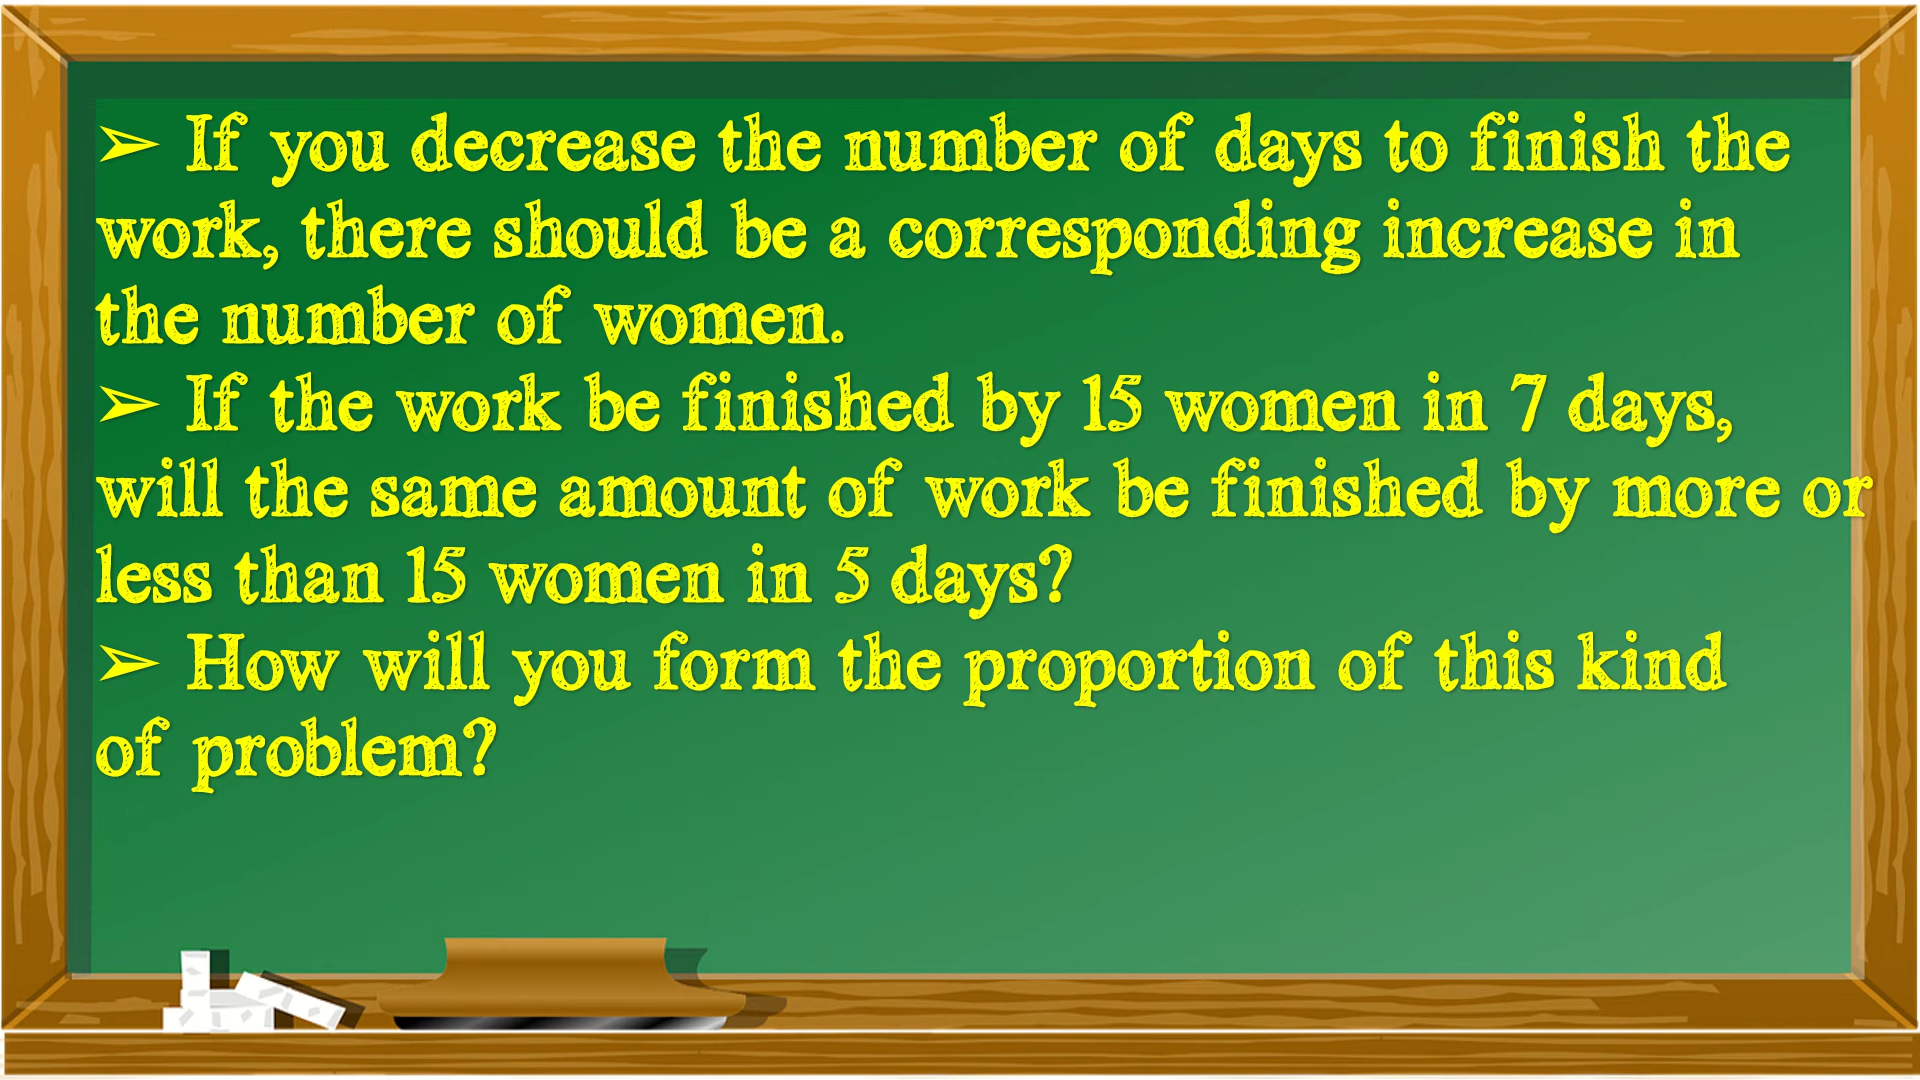 ➢ If you decrease the number of days to finish the
work, there should be a corresponding increase in
the number of women.
➢ If the work be finished by 15 women in 7 days,
will the same amount of work be finished by more or
less than 15 women in 5 days?
➢ How will you form the proportion of this kind
of problem?